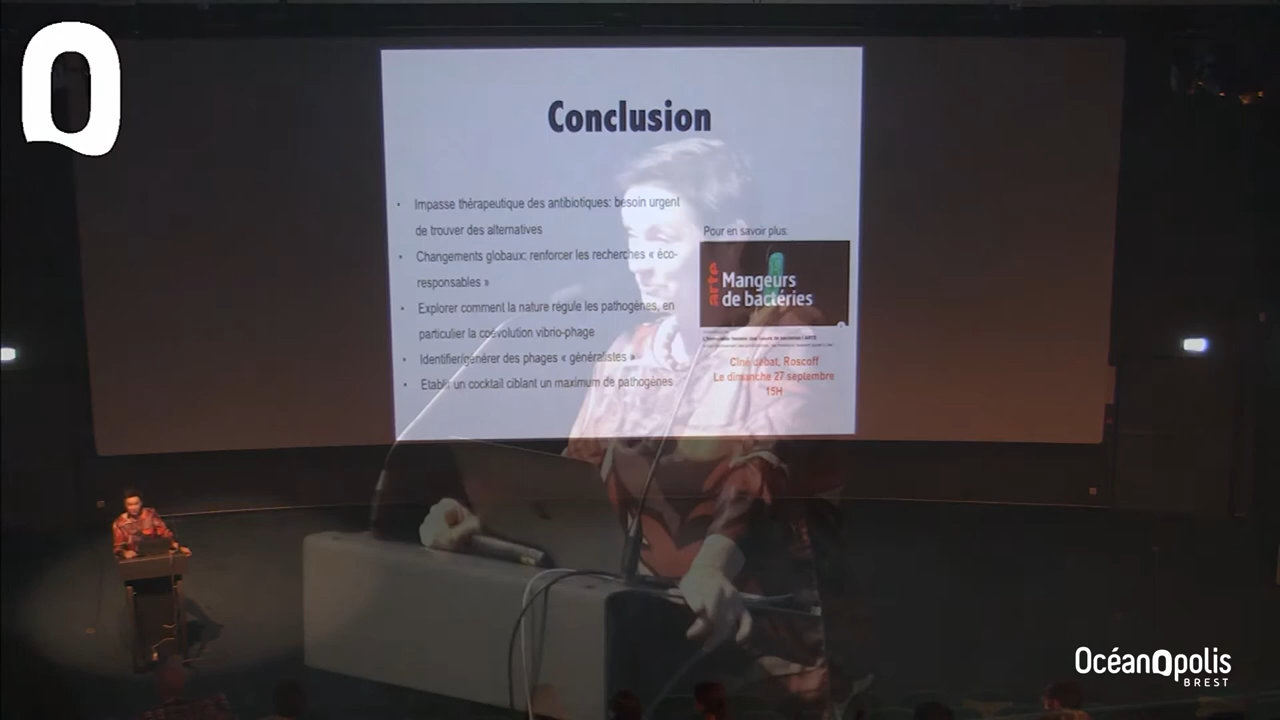 Conclusion
• Impasse thérapeutique des antibiotiques: besoin urgent
de trouver des alternatives
• Changements globaux: renforcer les recherches « éco-
responsables »
• Explorer comment la nature régule les pathogènes, en
particulier la coévolution vibrio-phage
• Identifier/générer des phages « généralistes »
• Etablir un cocktail ciblant un maximum de pathogènes
Pour en savoir plus:
arte
Mangeurs
de bactéries
Ciné débat, Roscoff
Le dimanche 27 septembre
15H
OcéanOpolis
BREST